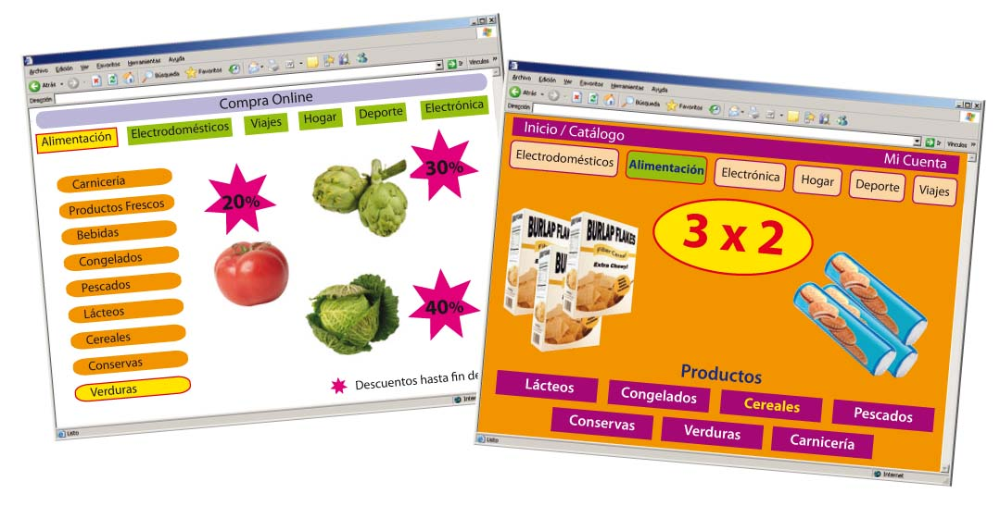 Archivo Edición Ver Favoritos Herramientas Ayuda
Atrás Búsqueda Favoritos Ir Vínculos »
Dirección
Compra Online
Alimentación Electrodomésticos Viajes Hogar Deporte Electrónica
Carnicería
Productos Frescos
Bebidas
Congelados
Pescados
Lácteos
Cereales
Conservas
Verduras
20%
30%
40%
Descuentos hasta fin de
Listo
Internet
Archivo Edición Ver Favoritos Herramientas Ayuda
Atrás Búsqueda Favoritos
Dirección Ir Vínculos »
Inicio / Catálogo
Mi Cuenta
Electrodomésticos Alimentación Electrónica Hogar Deporte Viajes
3 x 2
BURLAP FLA
BURLAP FLAKES
Fiber Cereal
Extra Chewy!
BU
Productos
Lácteos Congelados Cereales Pescados
Conservas Verduras Carnicería
Listo
Internet